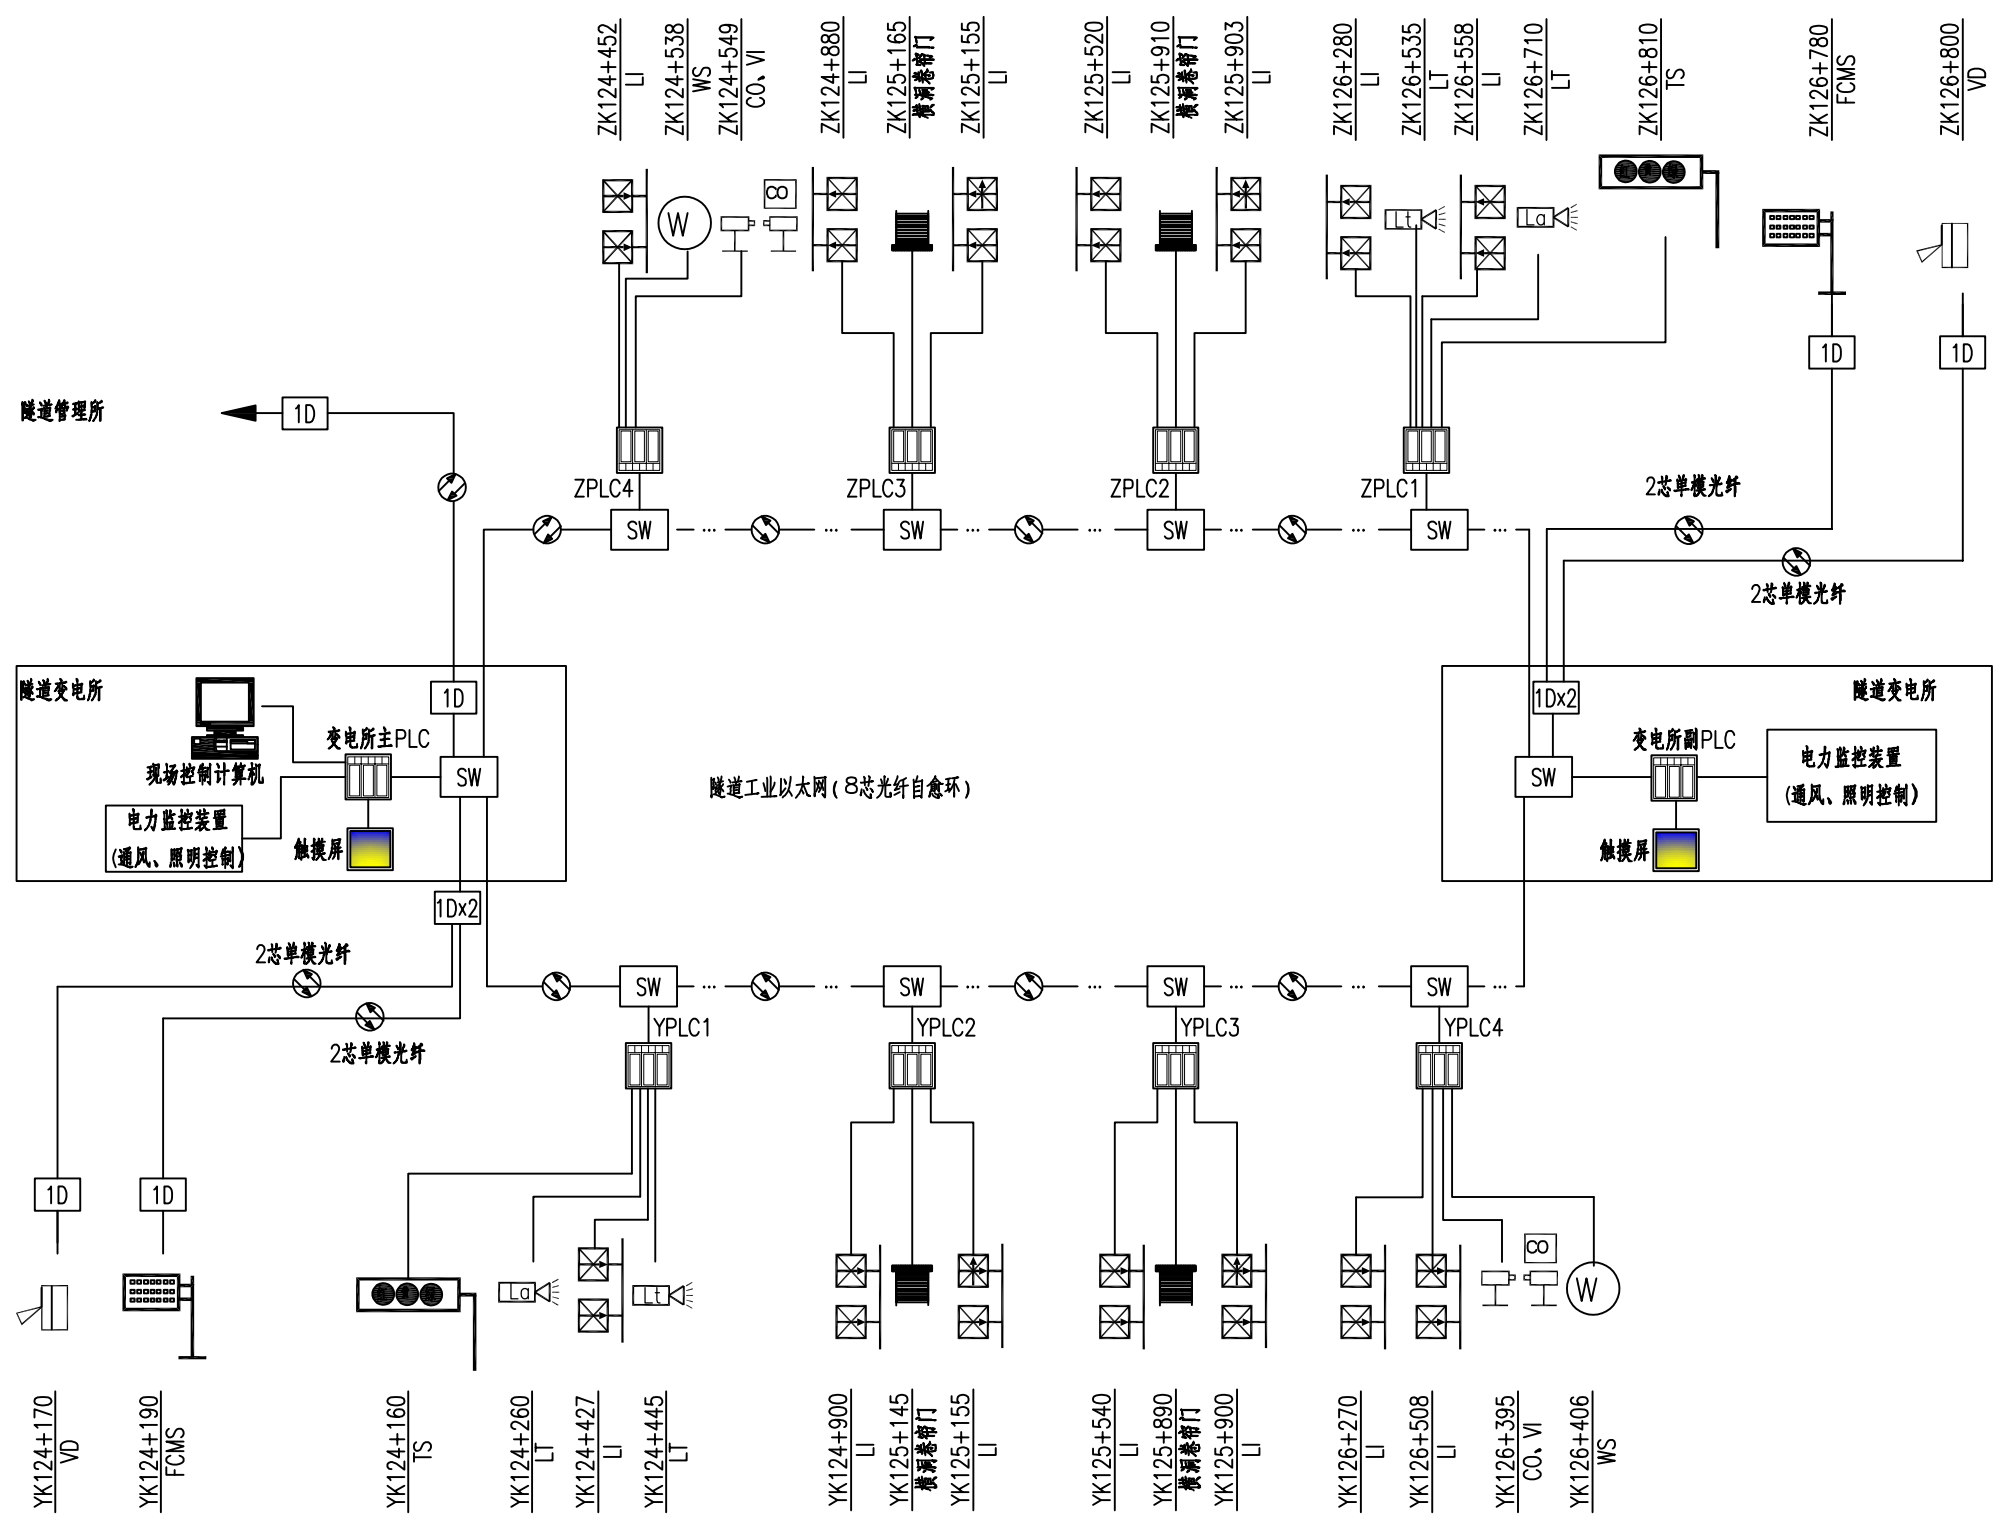 ZK124+452
LI
ZK124+538
WS
ZK124+549
CO、VI
ZK124+880
LI
ZK125+165
横洞卷帘门
ZK125+155
LI
ZK125+520
LI
ZK125+910
横洞卷帘门
ZK125+903
LI
ZK126+280
LI
ZK126+535
LT
ZK126+558
LI
ZK126+710
LT
ZK126+810
TS
ZK126+780
FCMS
ZK126+800
VD
W
CO
Lt
La
1D
1D
隧道管理所
1D
ZPLC4
ZPLC3
ZPLC2
ZPLC1
2芯单模光纤
SW
...
...
SW
...
...
SW
...
...
SW
...
2芯单模光纤
隧道变电所
1D
变电所主PLC
现场控制计算机
SW
电力监控装置
(通风、照明控制)
触摸屏
1Dx2
隧道工业以太网(8芯光纤自愈环)
隧道变电所
1Dx2
变电所副PLC
SW
电力监控装置
(通风、照明控制)
触摸屏
2芯单模光纤
2芯单模光纤
SW
...
...
SW
...
...
SW
...
...
SW
...
YPLC1
YPLC2
YPLC3
YPLC4
1D
1D
La
Lt
CO
W
YK124+170
VD
YK124+190
FCMS
YK124+160
TS
YK124+260
LT
YK124+427
LI
YK124+445
LT
YK124+900
LI
YK125+145
横洞卷帘门
YK125+155
LI
YK125+540
LI
YK125+890
横洞卷帘门
YK125+900
LI
YK126+270
LI
YK126+508
LI
YK126+395
CO、VI
YK126+406
WS